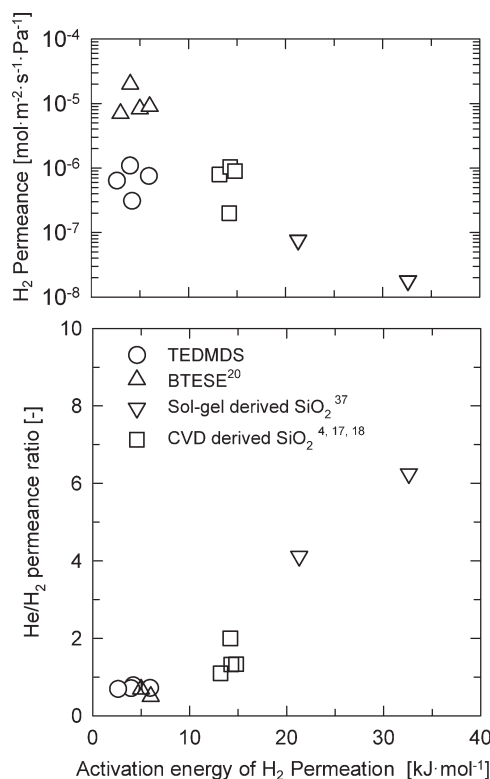 H₂ Permeance [mol·m⁻²·s⁻¹·Pa⁻¹]
10⁻⁴
10⁻⁵
10⁻⁶
10⁻⁷
10⁻⁸
He/H₂ permeance ratio [-]
10
8
6
4
2
0
TEDMDS
BTESE²⁰
Sol-gel derived SiO₂ ³⁷
CVD derived SiO₂ ⁴, ¹⁷, ¹⁸
0 10 20 30 40
Activation energy of H₂ Permeation [kJ·mol⁻¹]